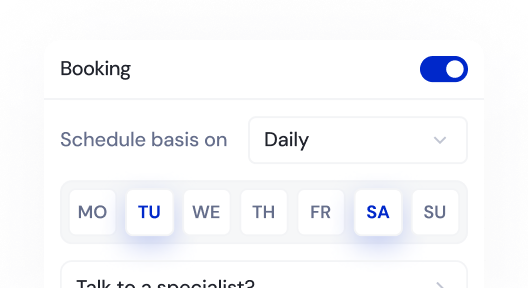 Booking
Schedule basis on Daily
MO TU WE TH FR SA SU
Talk to a specialist?